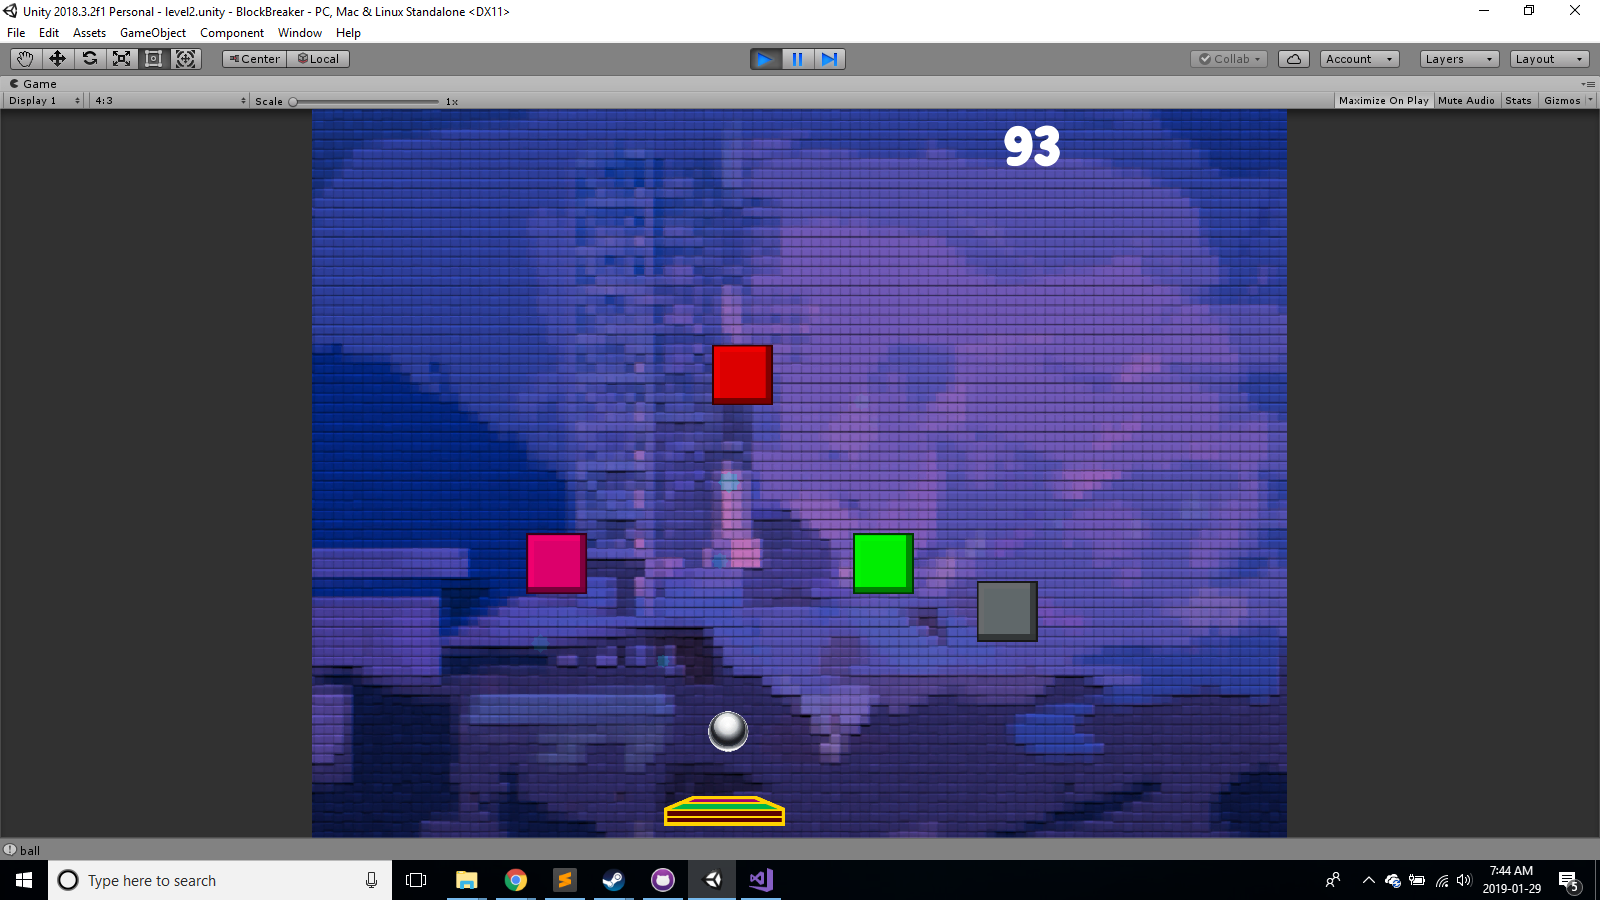 Unity 2018.3.2f1 Personal - level2.unity - BlockBreaker - PC, Mac & Linux Standalone <DX11>
File Edit Assets GameObject Component Window Help
Center Local Collab Account Layers Layout
Game
Display 1 4:3 Scale 1x Maximize On Play Mute Audio Stats Gizmos
93
ball
Type here to search
7:44 AM
2019-01-29
5